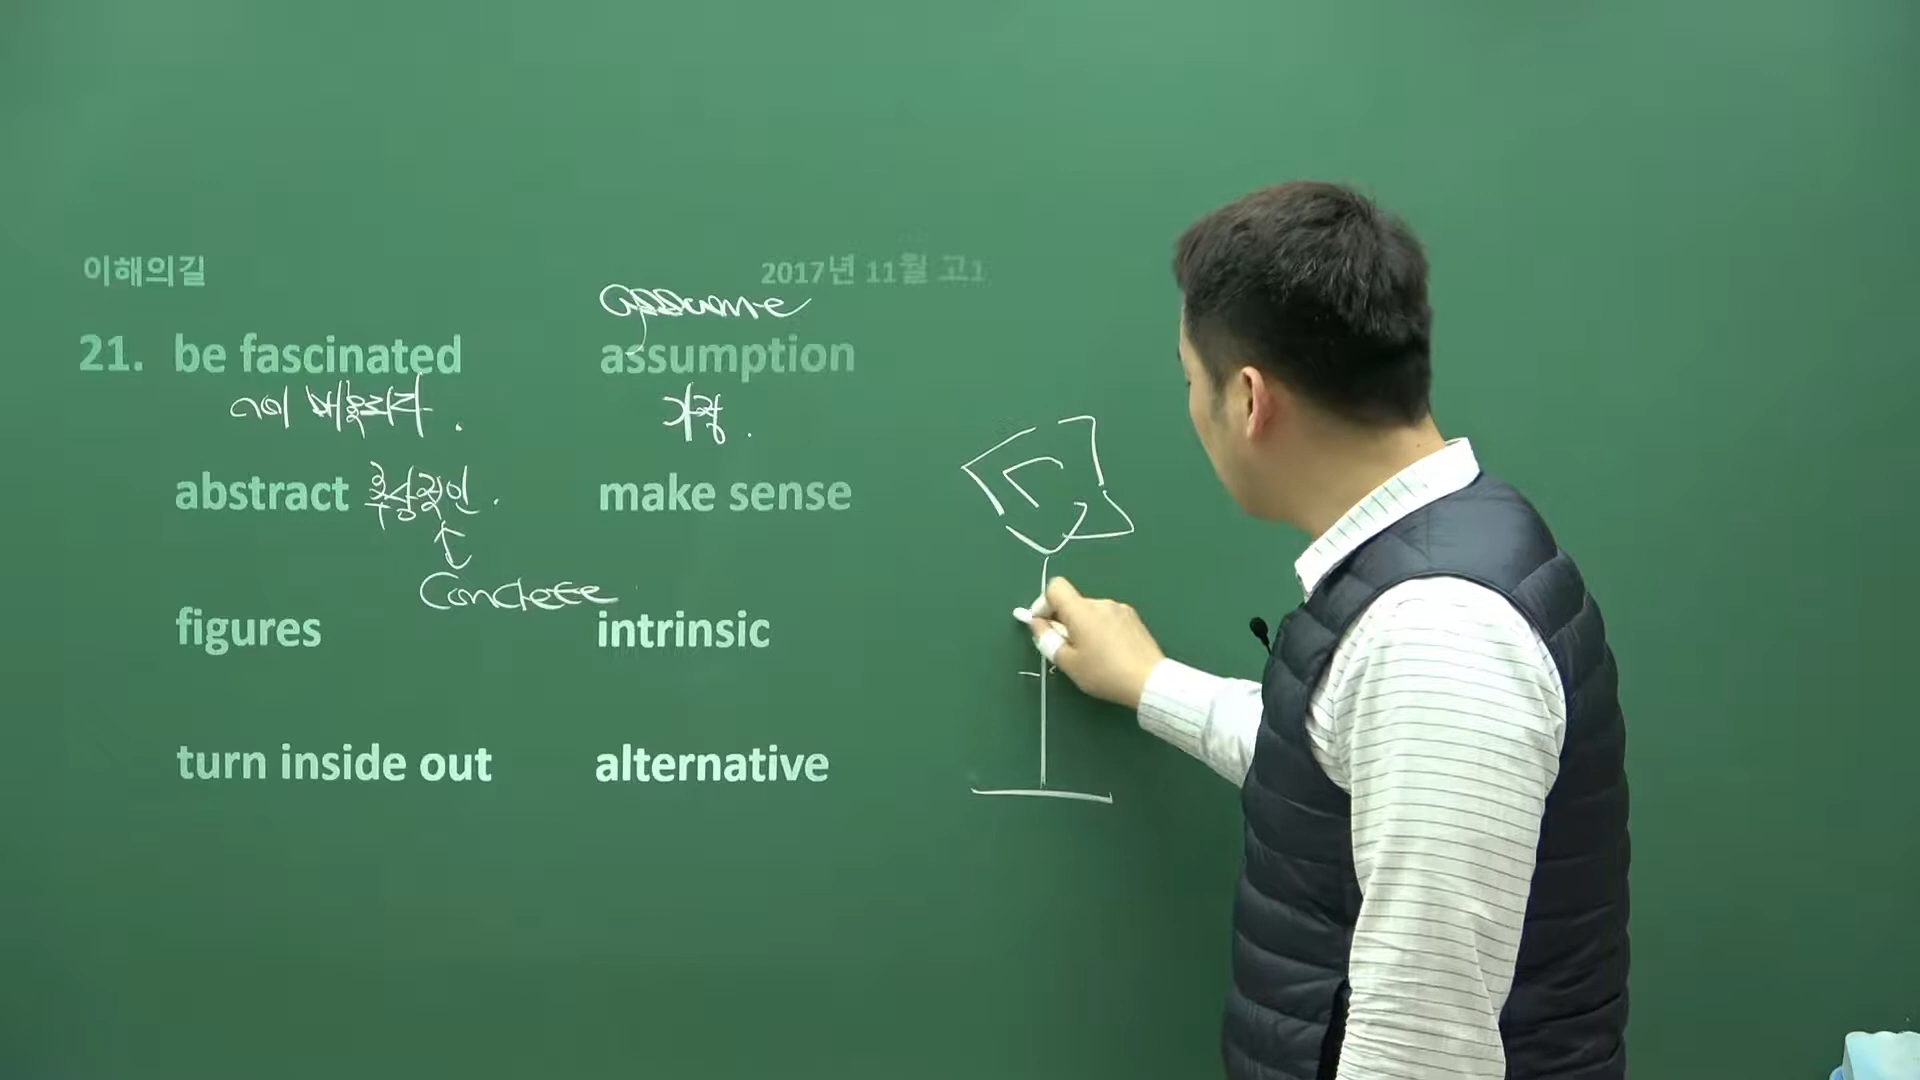 이해의길
2017년 11월 고1
assume
21. be fascinated
assumption
에 매혹되다.
가정.
abstract 추상적인.
make sense
concrete
figures
intrinsic
turn inside out
alternative